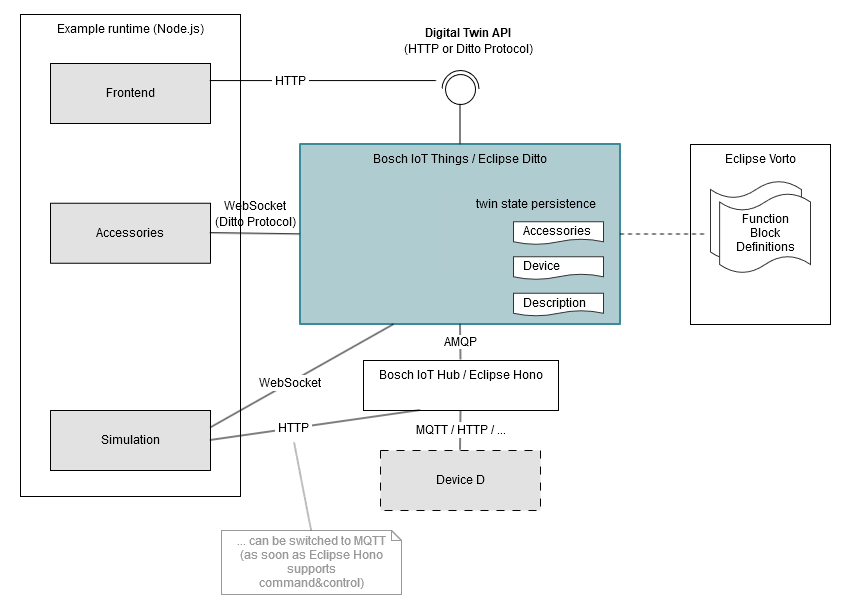 Example runtime (Node.js)
Digital Twin API
(HTTP or Ditto Protocol)
Frontend
HTTP
Bosch IoT Things / Eclipse Ditto
Eclipse Vorto
twin state persistence
WebSocket
(Ditto Protocol)
Accessories
Accessories
Device
Description
Function
Block
Definitions
AMQP
Bosch IoT Hub / Eclipse Hono
WebSocket
HTTP
MQTT / HTTP / ...
Simulation
Device D
... can be switched to MQTT
(as soon as Eclipse Hono
supports
command&control)